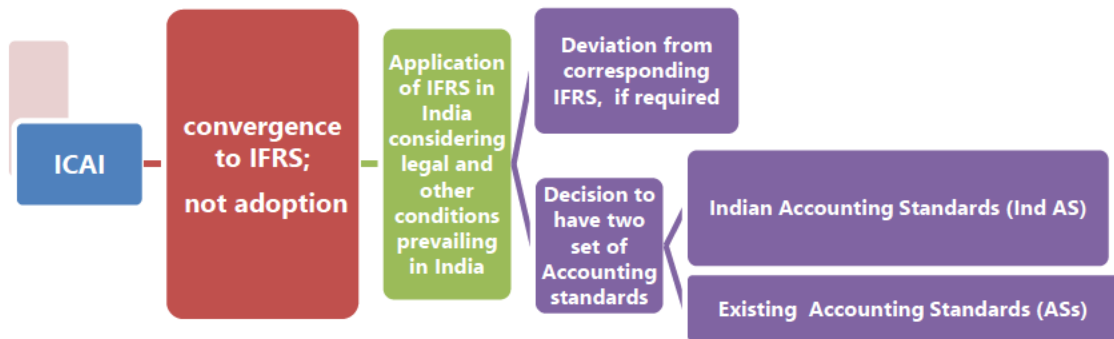 ICAI
convergence
to IFRS;
not adoption
Application
of IFRS in
India
considering
legal and
other
conditions
prevailing
in India
Deviation from
corresponding
IFRS, if required
Decision to
have two
set of
Accounting
standards
Indian Accounting Standards (Ind AS)
Existing Accounting Standards (ASs)